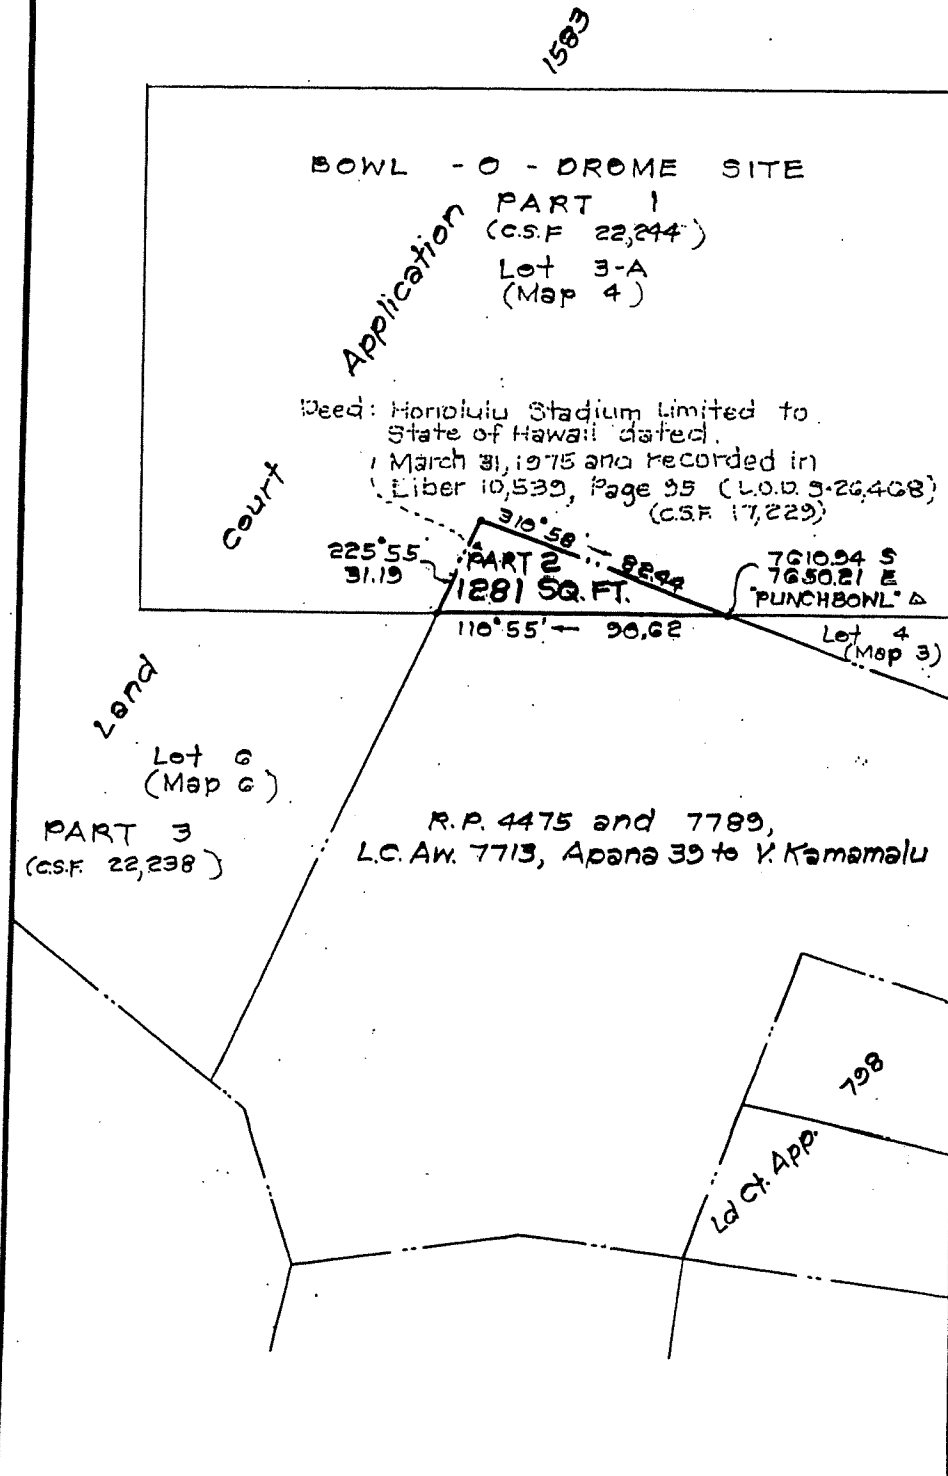 1583
BOWL - O - DROME SITE
PART 1
(C.S.F 22,244)
Lot 3-A
(Map 4)
Application
Deed: Honolulu Stadium Limited to
State of Hawaii dated
March 31, 1975 and recorded in
Liber 10,539, Page 95 (L.O.D. S-26,408)
(C.S.F. 17,229)
Court
310°58'
82.44
225°55'
31.19
PART 2
1281 SQ. FT.
7610.94 S
7650.21 E
"PUNCHBOWL" △
110°55' ← 90.62
Lot 4
(Map 3)
Land
Lot 6
(Map 6)
PART 3
(C.S.F. 22,238)
R.P. 4475 and 7789,
L.C. Aw. 7713, Apana 39 to V. Kamamalu
798
Ld Ct. App.